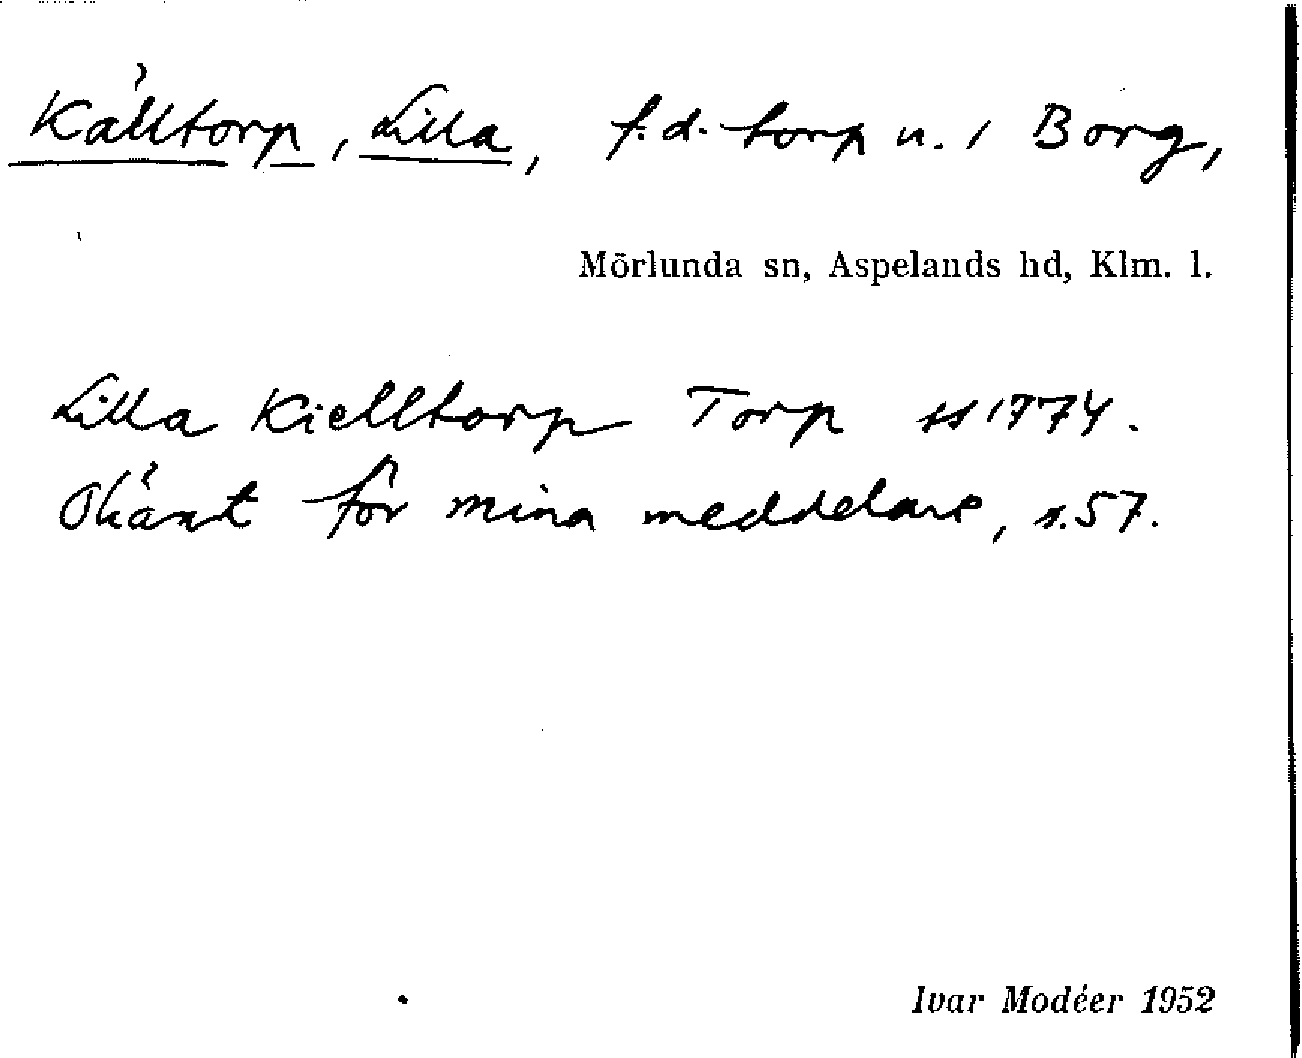 Källtorp, Lilla, f.d. torp u. 1 Borg,
Mörlunda sn, Aspelands hd, Klm. l.
Lilla Kielltorp Torp 1774.
Okänt för mina meddelare, s. 57.
Ivar Modéer 1952